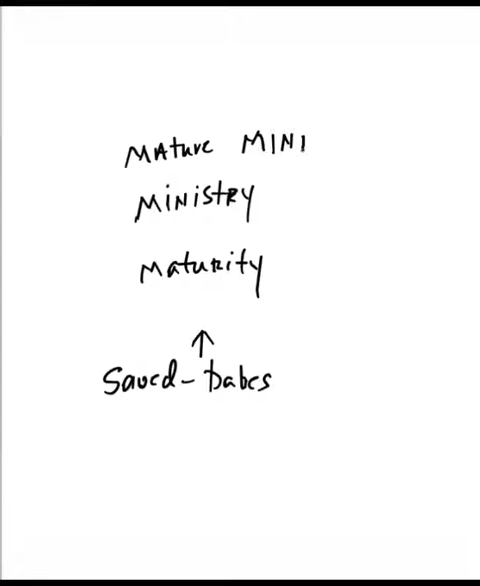 Mature MINI
Ministry
Maturity
↑
Saved - babes